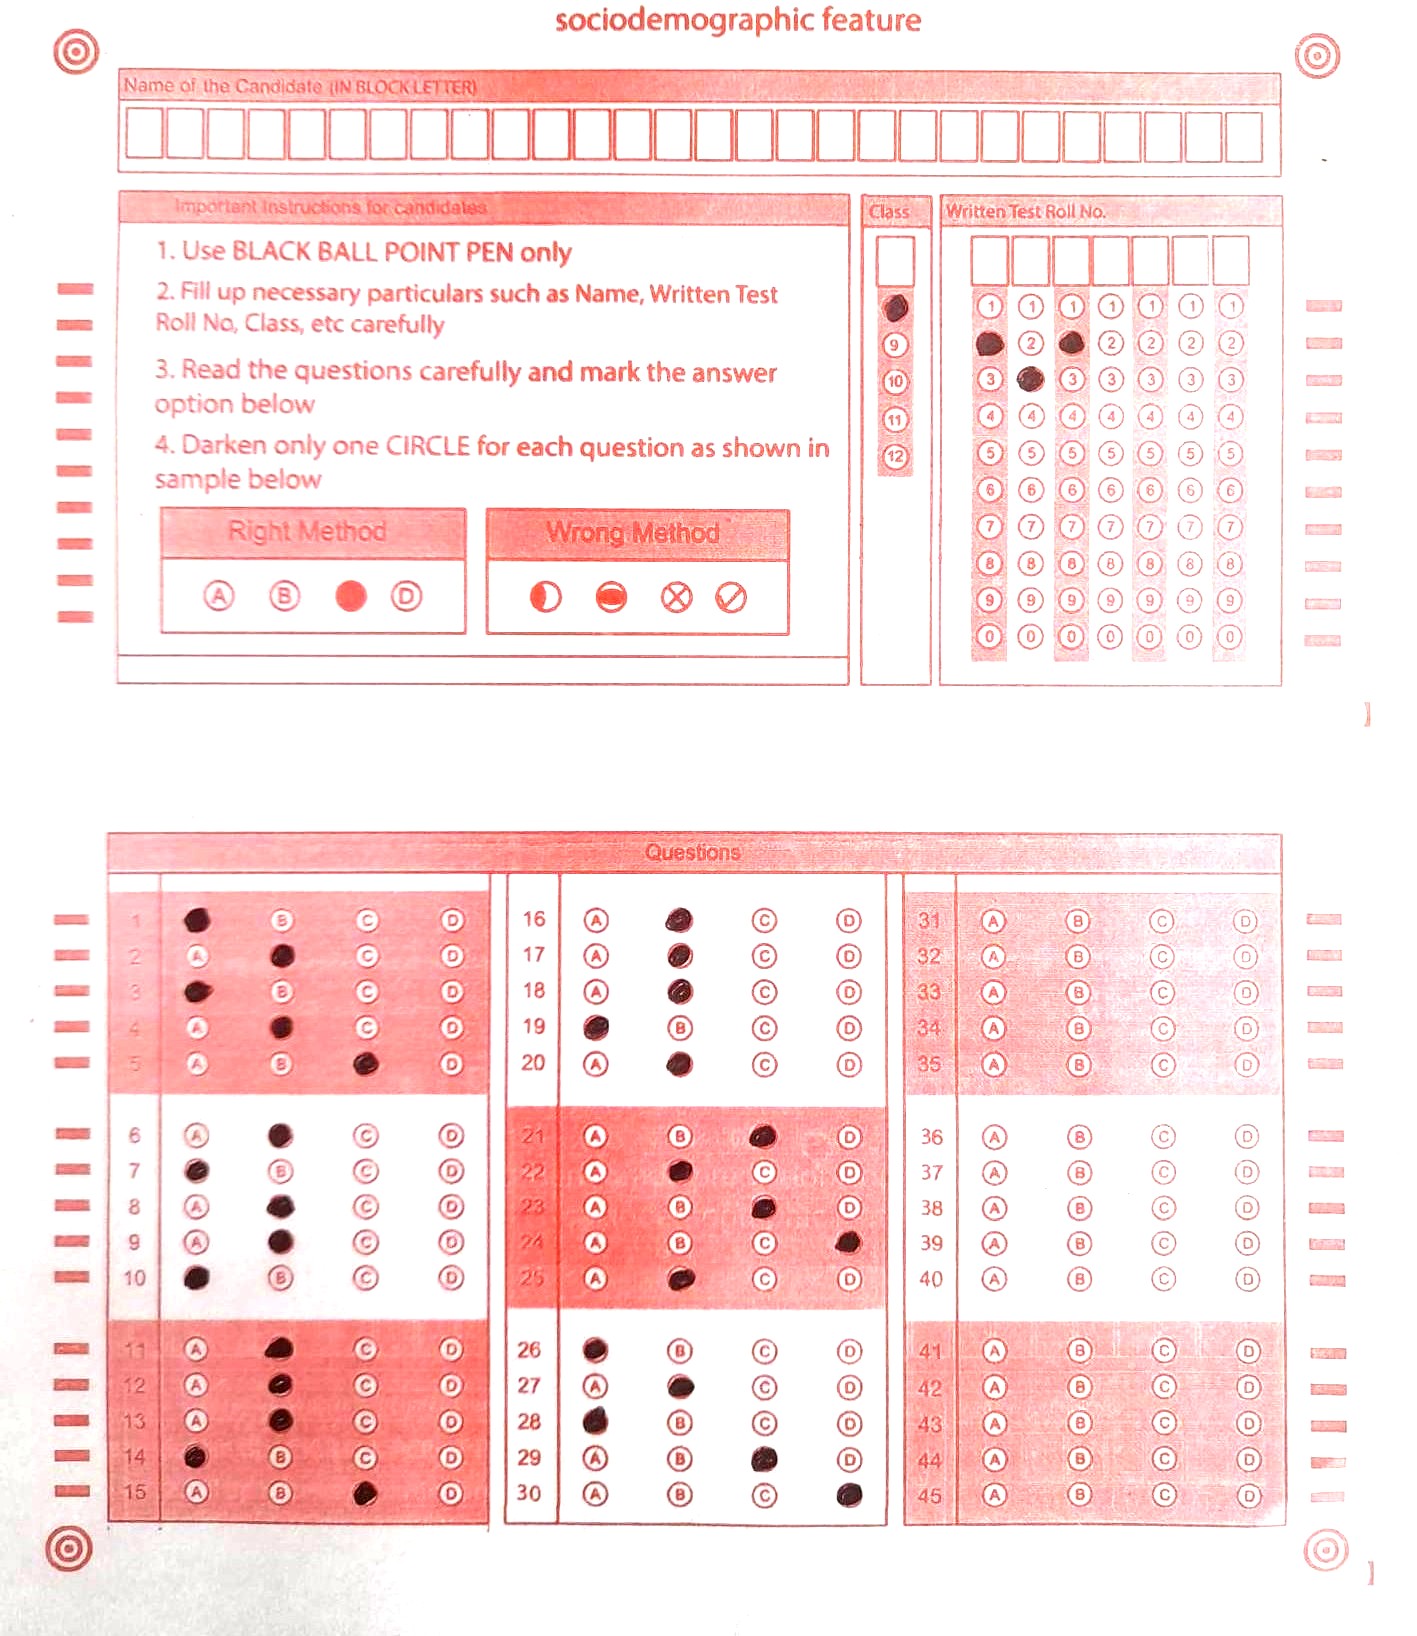 sociodemographic feature
Name of the Candidate (IN BLOCK LETTER)
Important Instructions for candidates
1. Use BLACK BALL POINT PEN only
2. Fill up necessary particulars such as Name, Written Test
Roll No, Class, etc carefully
3. Read the questions carefully and mark the answer
option below
4. Darken only one CIRCLE for each question as shown in
sample below
Right Method
A B D
Wrong Method
Class
9
10
11
12
Written Test Roll No.
1 1 1 1 1 1 1
2 2 2 2 2
3 3 3 3 3 3
4 4 4 4 4 4 4
5 5 5 5 5 5 5
6 6 6 6 6 6 6
7 7 7 7 7 7 7
8 8 8 8 8 8 8
9 9 9 9 9 9 9
0 0 0 0 0 0 0
Questions
1 B C D
2 A C D
3 B C D
4 A C D
5 A B D
6 A C D
7 B C D
8 A C D
9 A C D
10 B C D
11 A C D
12 A C D
13 A C D
14 B C D
15 A B D
16 A C D
17 A C D
18 A C D
19 B C D
20 A C D
21 A B D
22 A C D
23 A B D
24 A B C
25 A C D
26 B C D
27 A C D
28 B C D
29 A B D
30 A B C
31 A B C D
32 A B C D
33 A B C D
34 A B C D
35 A B C D
36 A B C D
37 A B C D
38 A B C D
39 A B C D
40 A B C D
41 A B C D
42 A B C D
43 A B C D
44 A B C D
45 A B C D